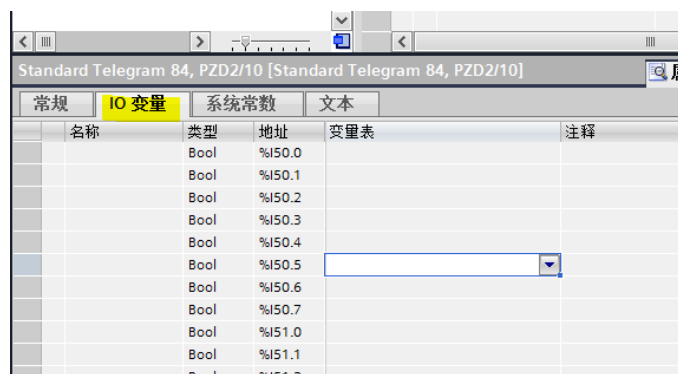 Standard Telegram 84, PZD2/10 [Standard Telegram 84, PZD2/10]
常规 IO 变量 系统常数 文本
名称 类型 地址 变量表 注释
Bool %I50.0
Bool %I50.1
Bool %I50.2
Bool %I50.3
Bool %I50.4
Bool %I50.5
Bool %I50.6
Bool %I50.7
Bool %I51.0
Bool %I51.1